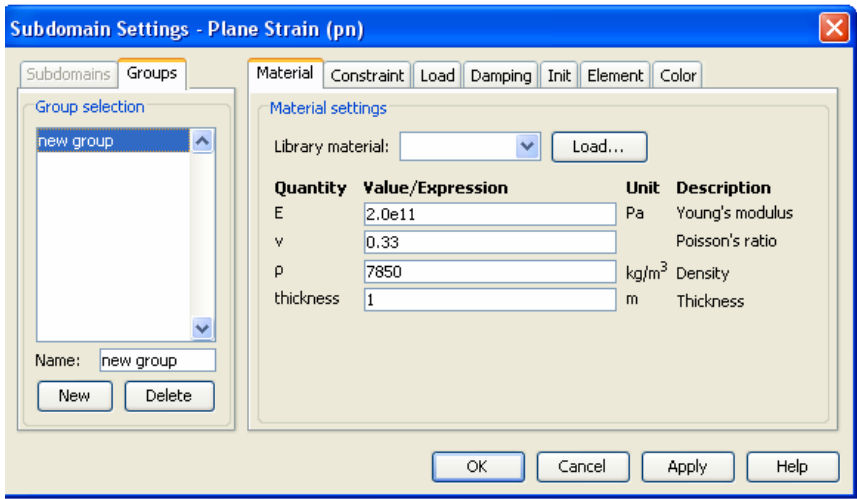 Subdomain Settings - Plane Strain (pn)
Subdomains Groups
Material Constraint Load Damping Init Element Color
Group selection
new group
Name: new group
New Delete
Material settings
Library material: Load...
Quantity Value/Expression Unit Description
E 2.0e11 Pa Young's modulus
ν 0.33 Poisson's ratio
ρ 7850 kg/m³ Density
thickness 1 m Thickness
OK Cancel Apply Help